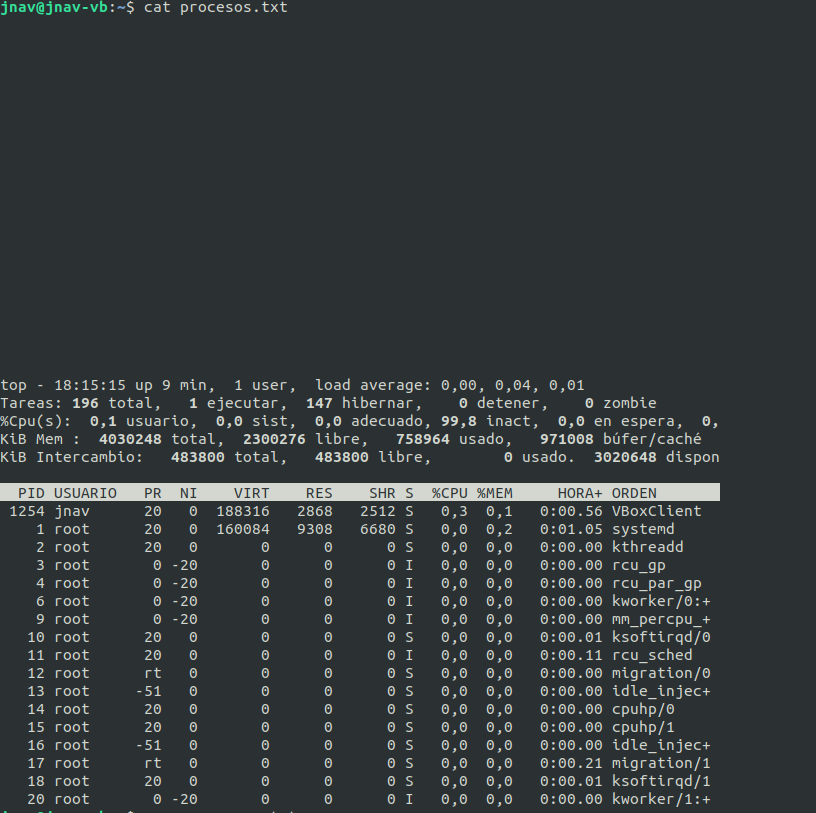 jnav@jnav-vb:~$ cat procesos.txt
top - 18:15:15 up 9 min,  1 user,  load average: 0,00, 0,04, 0,01
Tareas: 196 total,   1 ejecutar,  147 hibernar,    0 detener,    0 zombie
%Cpu(s):  0,1 usuario,  0,0 sist,  0,0 adecuado, 99,8 inact,  0,0 en espera,  0,
KiB Mem :  4030248 total,  2300276 libre,   758964 usado,   971008 búfer/caché
KiB Intercambio:   483800 total,   483800 libre,        0 usado.  3020648 dispon
  PID USUARIO   PR  NI    VIRT    RES    SHR S  %CPU %MEM     HORA+ ORDEN
 1254 jnav      20   0  188316   2868   2512 S   0,3  0,1   0:00.56 VBoxClient
    1 root      20   0  160084   9308   6680 S   0,0  0,2   0:01.05 systemd
    2 root      20   0       0      0      0 S   0,0  0,0   0:00.00 kthreadd
    3 root       0 -20       0      0      0 I   0,0  0,0   0:00.00 rcu_gp
    4 root       0 -20       0      0      0 I   0,0  0,0   0:00.00 rcu_par_gp
    6 root       0 -20       0      0      0 I   0,0  0,0   0:00.00 kworker/0:+
    9 root       0 -20       0      0      0 I   0,0  0,0   0:00.00 mm_percpu_+
   10 root      20   0       0      0      0 S   0,0  0,0   0:00.01 ksoftirqd/0
   11 root      20   0       0      0      0 I   0,0  0,0   0:00.11 rcu_sched
   12 root      rt   0       0      0      0 S   0,0  0,0   0:00.00 migration/0
   13 root     -51   0       0      0      0 S   0,0  0,0   0:00.00 idle_injec+
   14 root      20   0       0      0      0 S   0,0  0,0   0:00.00 cpuhp/0
   15 root      20   0       0      0      0 S   0,0  0,0   0:00.00 cpuhp/1
   16 root     -51   0       0      0      0 S   0,0  0,0   0:00.00 idle_injec+
   17 root      rt   0       0      0      0 S   0,0  0,0   0:00.21 migration/1
   18 root      20   0       0      0      0 S   0,0  0,0   0:00.01 ksoftirqd/1
   20 root       0 -20       0      0      0 I   0,0  0,0   0:00.00 kworker/1:+